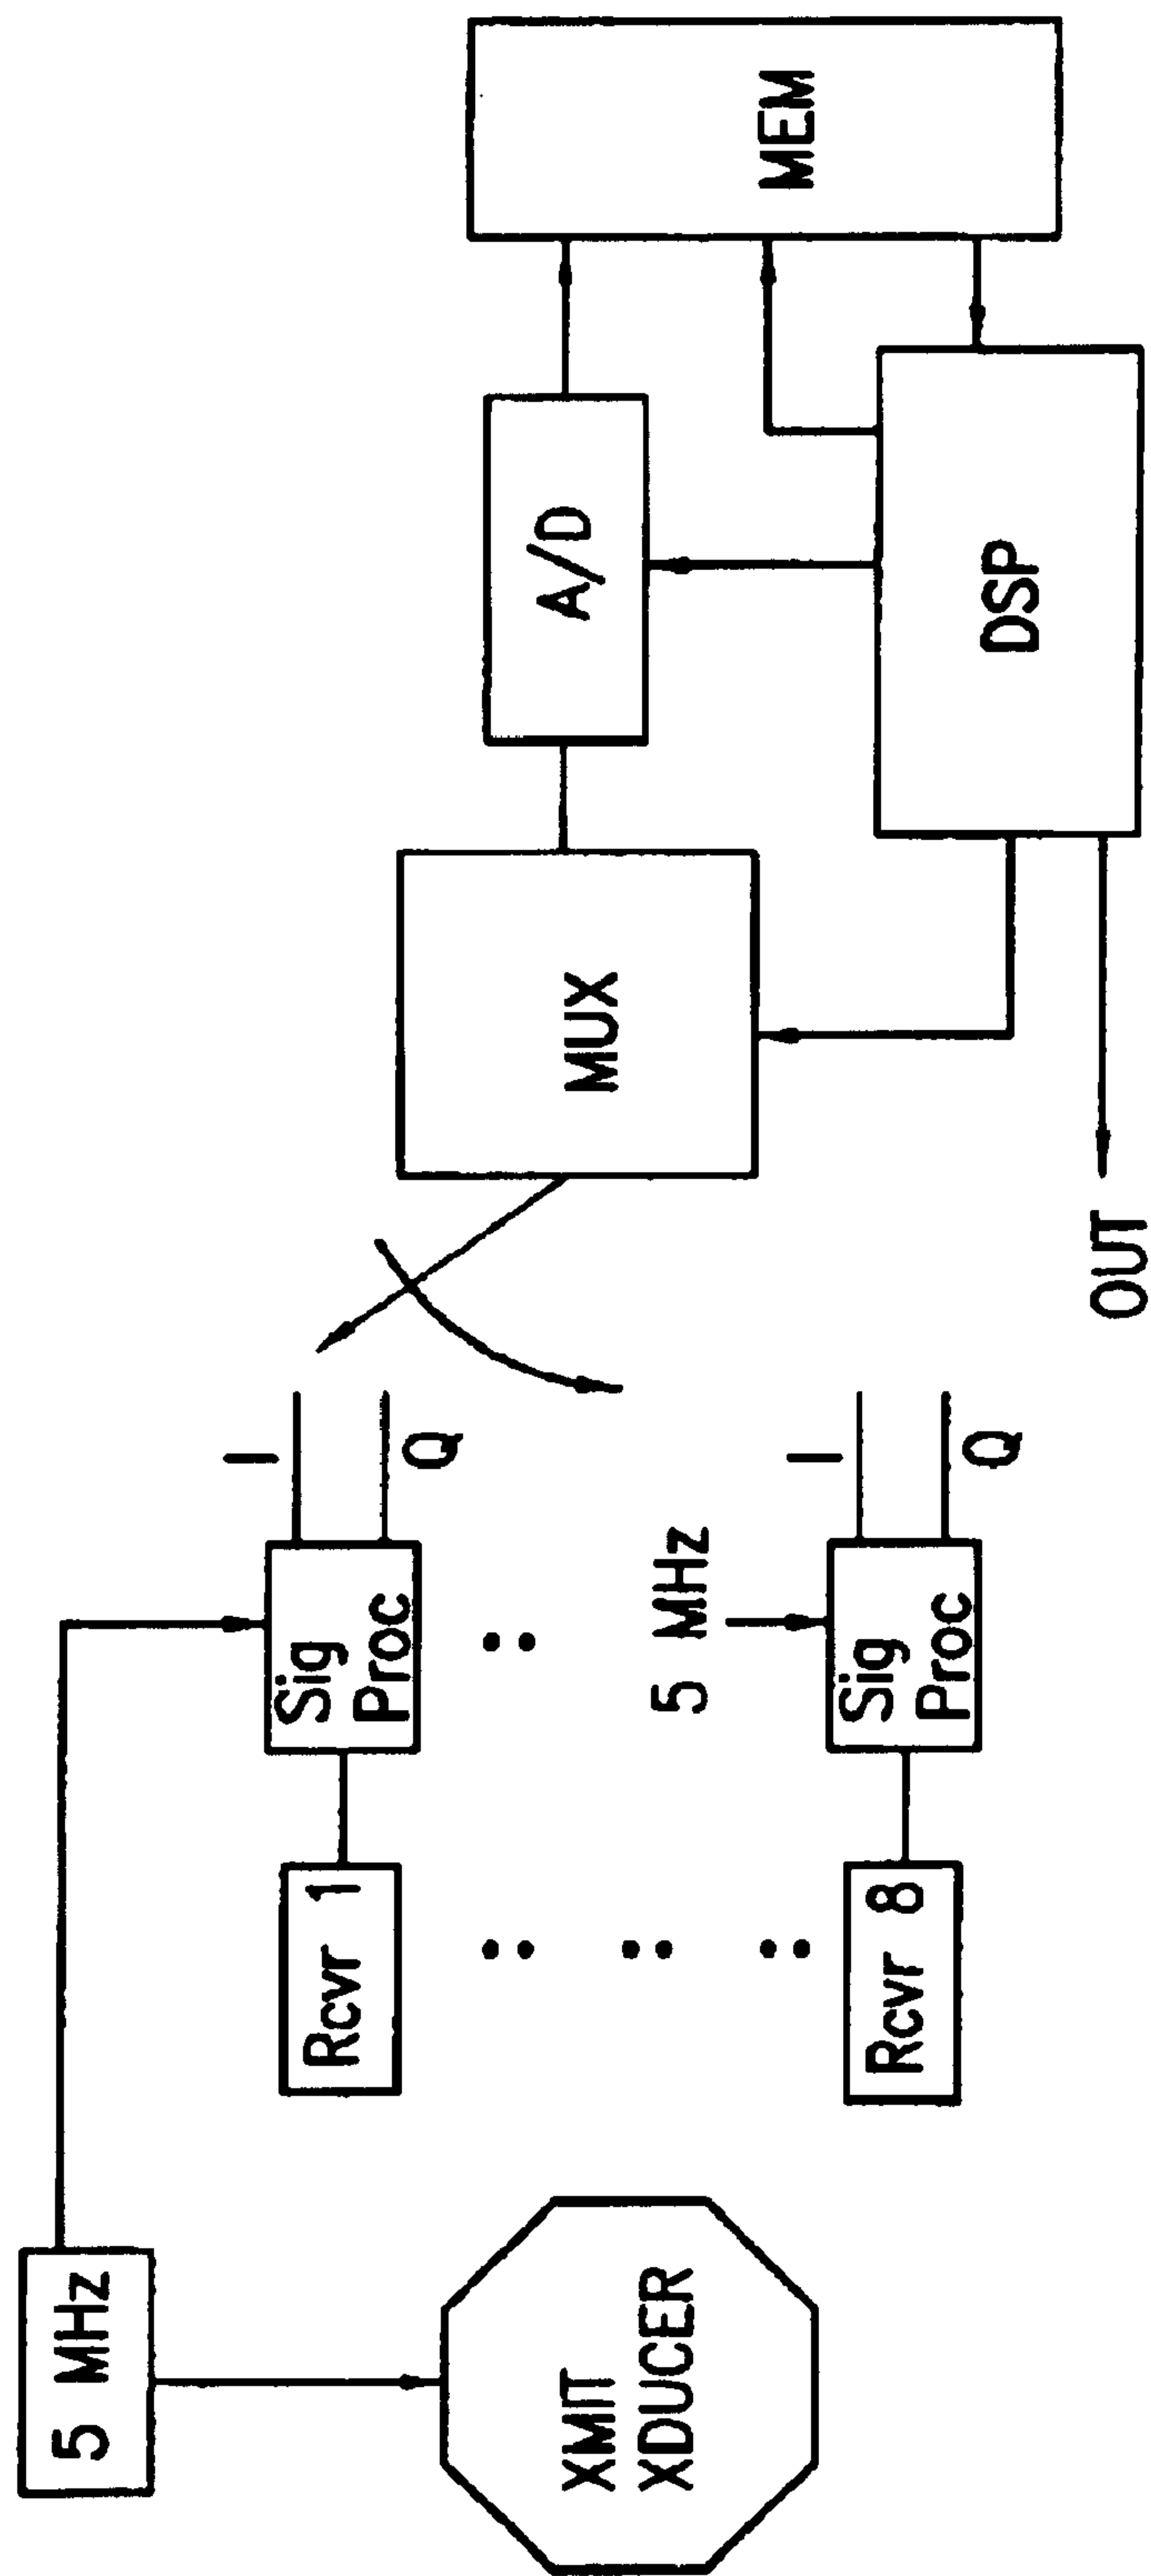 5 MHz
XMIT
XDUCER
Rcvr 1
Rcvr 8
Sig
Proc
I
Q
5 MHz
Sig
Proc
I
Q
MUX
A/D
MEM
DSP
OUT